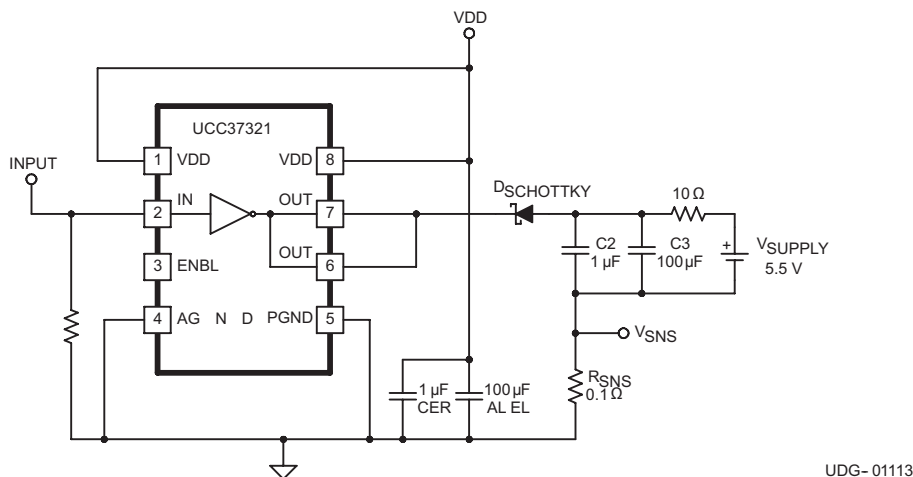 VDD
UCC37321
INPUT
1 VDD VDD 8
2 IN OUT 7
OUT 6
3 ENBL
4 AG N D PGND 5
DSCHOTTKY
10 Ω
C2
1 μF
C3
100 μF
+ VSUPPLY
5.5 V
VSNS
RSNS
0.1 Ω
1 μF
CER
100 μF
AL EL
UDG-01113